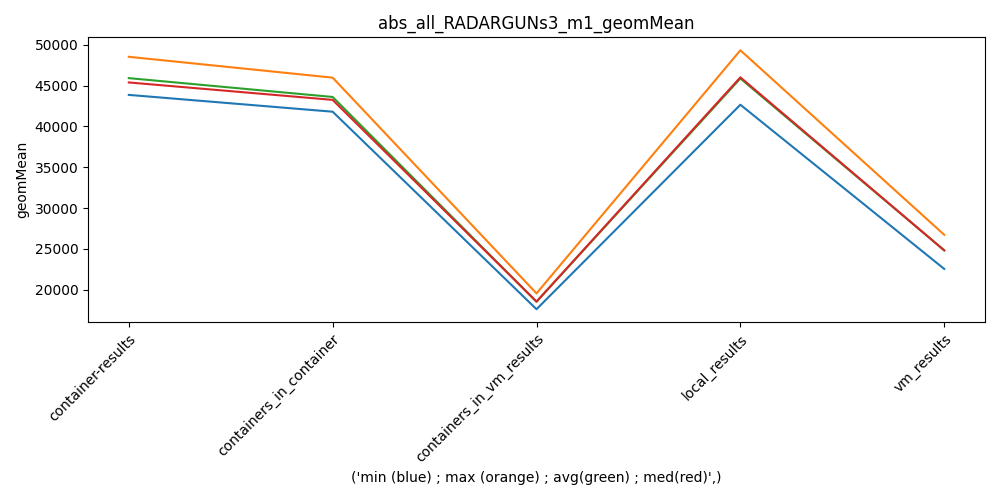 abs_all_RADARGUNs3_m1_geomMean
50000
45000
40000
35000
30000
25000
20000
geomMean
container-results
containers_in_container
containers_in_vm_results
local_results
vm_results
('min (blue) ; max (orange) ; avg(green) ; med(red)',)